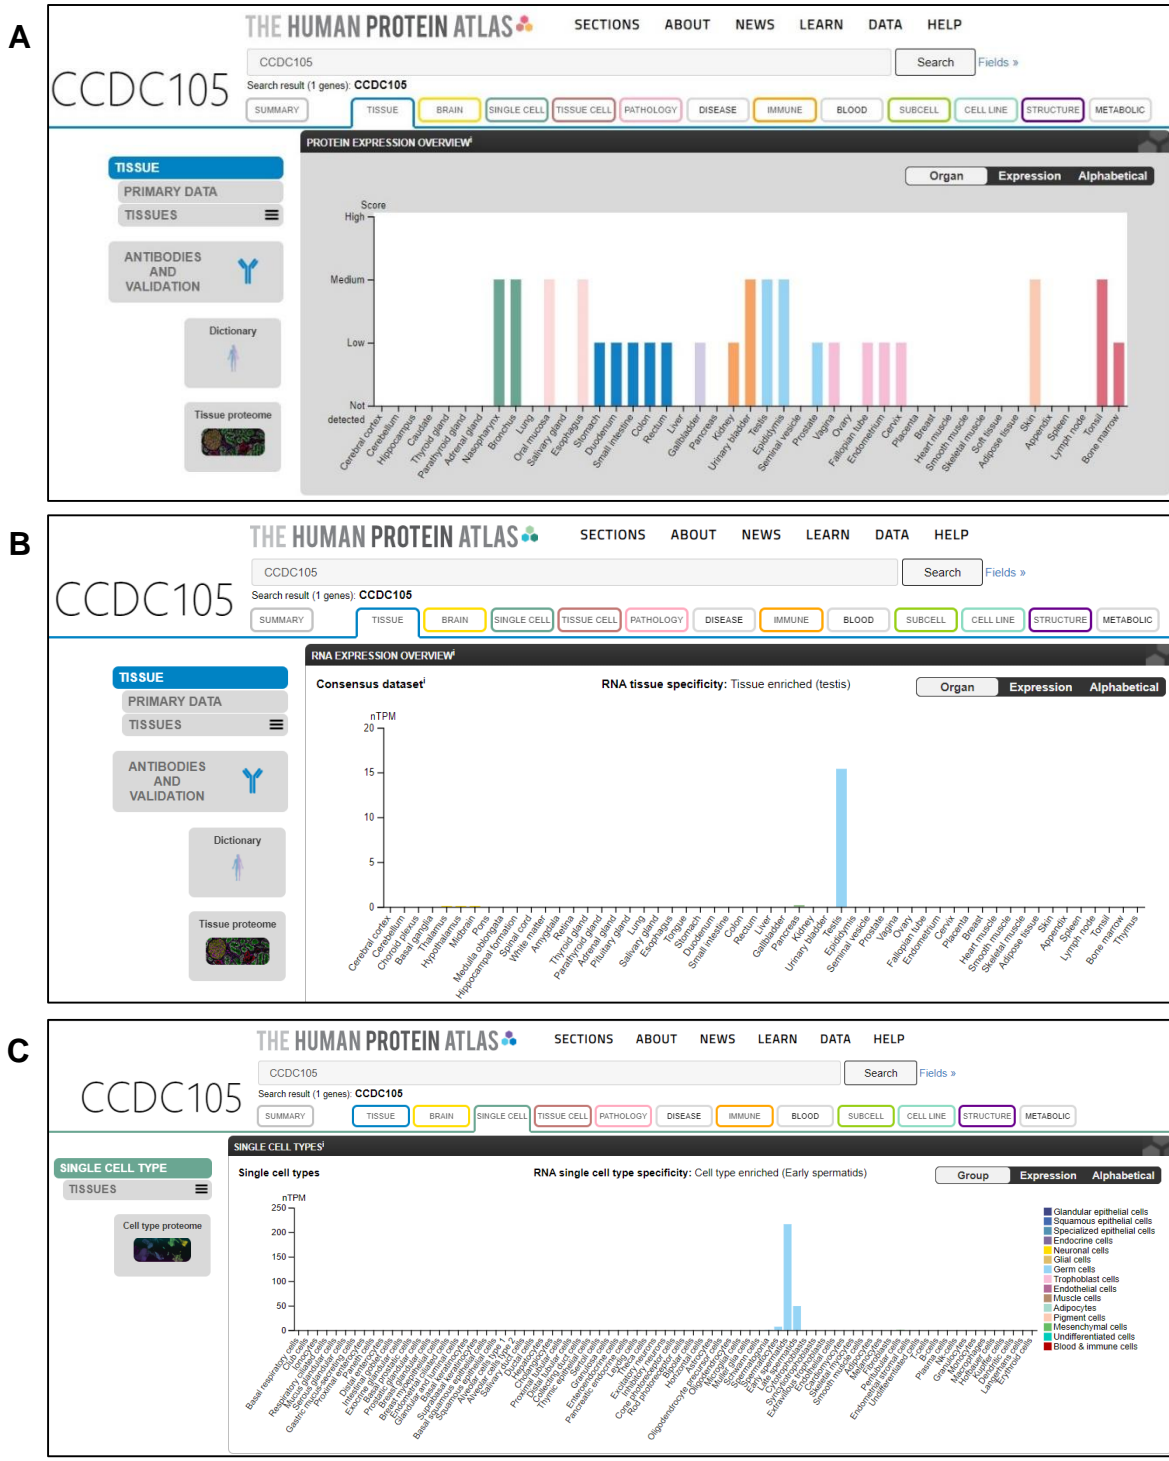 A
THE HUMAN PROTEIN ATLAS
SECTIONS ABOUT NEWS LEARN DATA HELP
CCDC105
CCDC105
Search
Fields »
Search result (1 genes): CCDC105
SUMMARY TISSUE BRAIN SINGLE CELL TISSUE CELL PATHOLOGY DISEASE IMMUNE BLOOD SUBCELL CELL LINE STRUCTURE METABOLIC
PROTEIN EXPRESSION OVERVIEWi
TISSUE
PRIMARY DATA
TISSUES
ANTIBODIES
AND
VALIDATION
Dictionary
Tissue proteome
Organ Expression Alphabetical
Score
High
Medium
Low
Not
detected
Cerebral cortex
Cerebellum
Hippocampus
Caudate
Thyroid gland
Parathyroid gland
Adrenal gland
Nasopharynx
Bronchus
Lung
Oral mucosa
Salivary gland
Esophagus
Stomach
Duodenum
Small intestine
Colon
Rectum
Liver
Gallbladder
Pancreas
Kidney
Urinary bladder
Testis
Epididymis
Seminal vesicle
Prostate
Vagina
Ovary
Fallopian tube
Endometrium
Cervix
Placenta
Breast
Heart muscle
Smooth muscle
Skeletal muscle
Soft tissue
Adipose tissue
Skin
Appendix
Spleen
Lymph node
Tonsil
Bone marrow
B
THE HUMAN PROTEIN ATLAS
SECTIONS ABOUT NEWS LEARN DATA HELP
CCDC105
CCDC105
Search
Fields »
Search result (1 genes): CCDC105
SUMMARY TISSUE BRAIN SINGLE CELL TISSUE CELL PATHOLOGY DISEASE IMMUNE BLOOD SUBCELL CELL LINE STRUCTURE METABOLIC
RNA EXPRESSION OVERVIEWi
TISSUE
PRIMARY DATA
TISSUES
ANTIBODIES
AND
VALIDATION
Dictionary
Tissue proteome
Consensus dataseti
RNA tissue specificity: Tissue enriched (testis)
Organ Expression Alphabetical
nTPM
20
15
10
5
0
Cerebral cortex
Cerebellum
Choroid plexus
Basal ganglia
Thalamus
Hypothalamus
Midbrain
Pons
Medulla oblongata
Hippocampal formation
Spinal cord
White matter
Amygdala
Retina
Thyroid gland
Parathyroid gland
Adrenal gland
Pituitary gland
Lung
Salivary gland
Esophagus
Tongue
Stomach
Duodenum
Small intestine
Colon
Rectum
Liver
Gallbladder
Pancreas
Kidney
Urinary bladder
Testis
Epididymis
Seminal vesicle
Prostate
Vagina
Ovary
Fallopian tube
Endometrium
Cervix
Placenta
Breast
Heart muscle
Smooth muscle
Skeletal muscle
Adipose tissue
Skin
Appendix
Spleen
Lymph node
Tonsil
Bone marrow
Thymus
C
THE HUMAN PROTEIN ATLAS
SECTIONS ABOUT NEWS LEARN DATA HELP
CCDC105
CCDC105
Search
Fields »
Search result (1 genes): CCDC105
SUMMARY TISSUE BRAIN SINGLE CELL TISSUE CELL PATHOLOGY DISEASE IMMUNE BLOOD SUBCELL CELL LINE STRUCTURE METABOLIC
SINGLE CELL TYPESi
SINGLE CELL TYPE
TISSUES
Cell type proteome
Single cell types
RNA single cell type specificity: Cell type enriched (Early spermatids)
Group Expression Alphabetical
nTPM
250
200
150
100
50
0
Basal respiratory cells
Early spermatids
Late spermatids
Glandular epithelial cells
Squamous epithelial cells
Specialized epithelial cells
Endocrine cells
Neuronal cells
Glial cells
Germ cells
Trophoblast cells
Endothelial cells
Muscle cells
Adipocytes
Pigment cells
Mesenchymal cells
Undifferentiated cells
Blood & immune cells